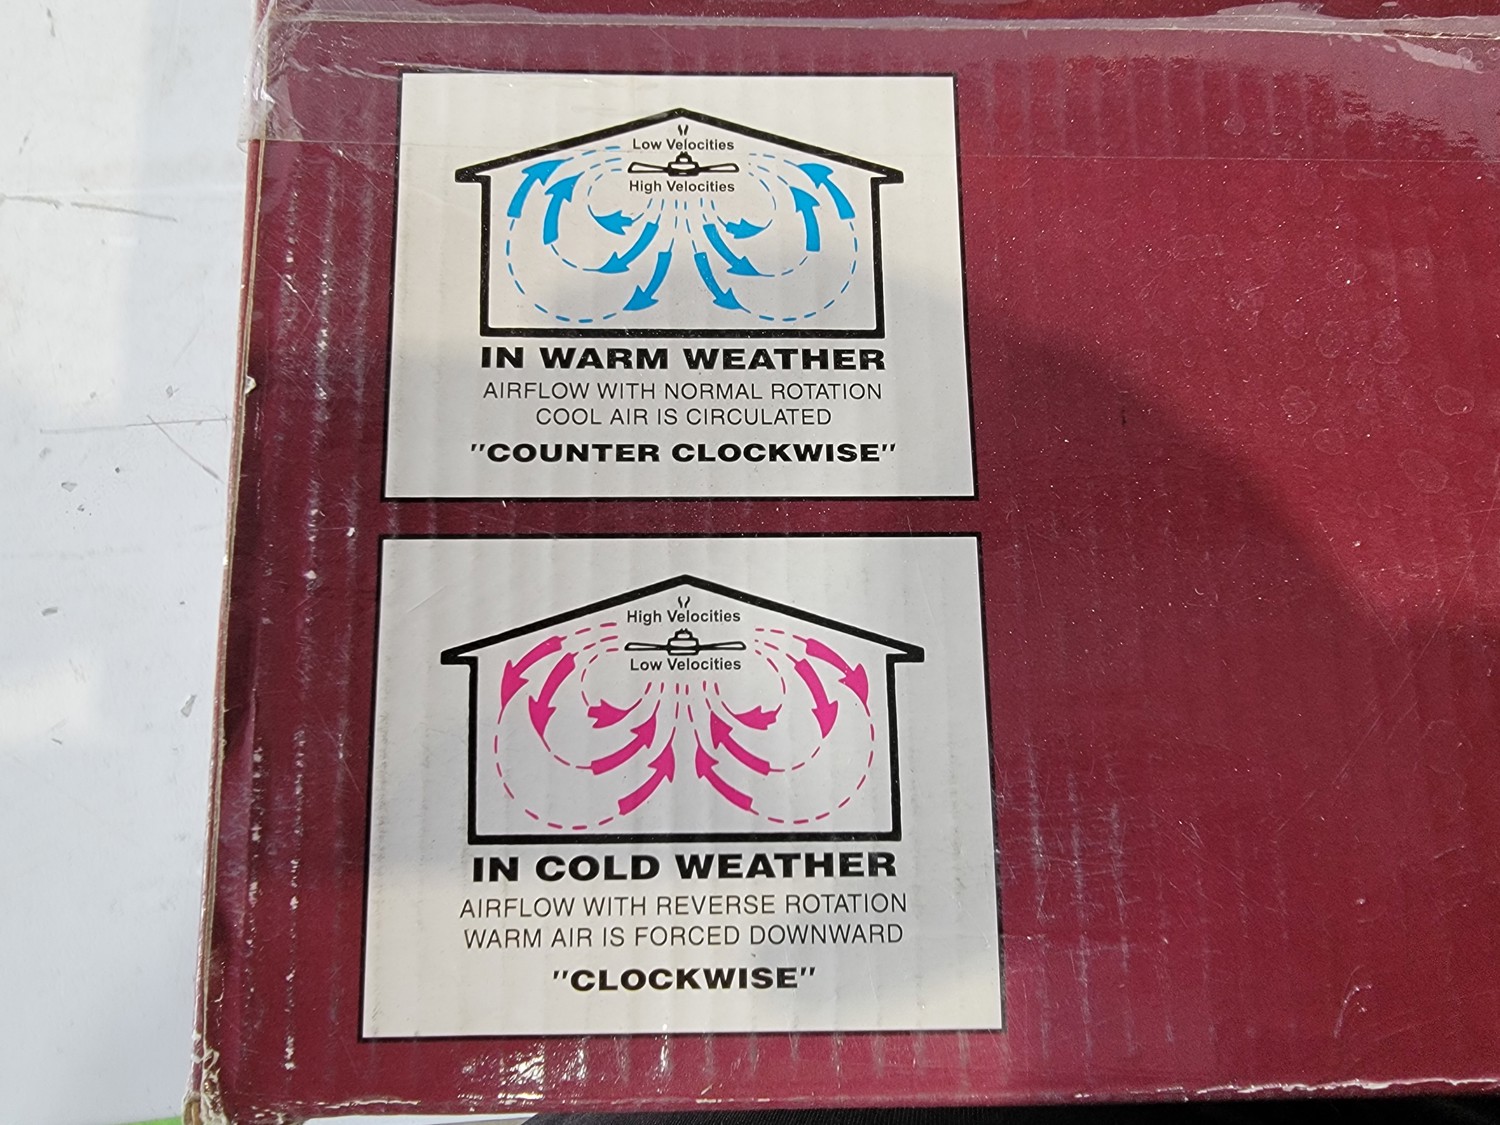 Low Velocities
High Velocities
IN WARM WEATHER
AIRFLOW WITH NORMAL ROTATION
COOL AIR IS CIRCULATED
"COUNTER CLOCKWISE"
High Velocities
Low Velocities
IN COLD WEATHER
AIRFLOW WITH REVERSE ROTATION
WARM AIR IS FORCED DOWNWARD
"CLOCKWISE"